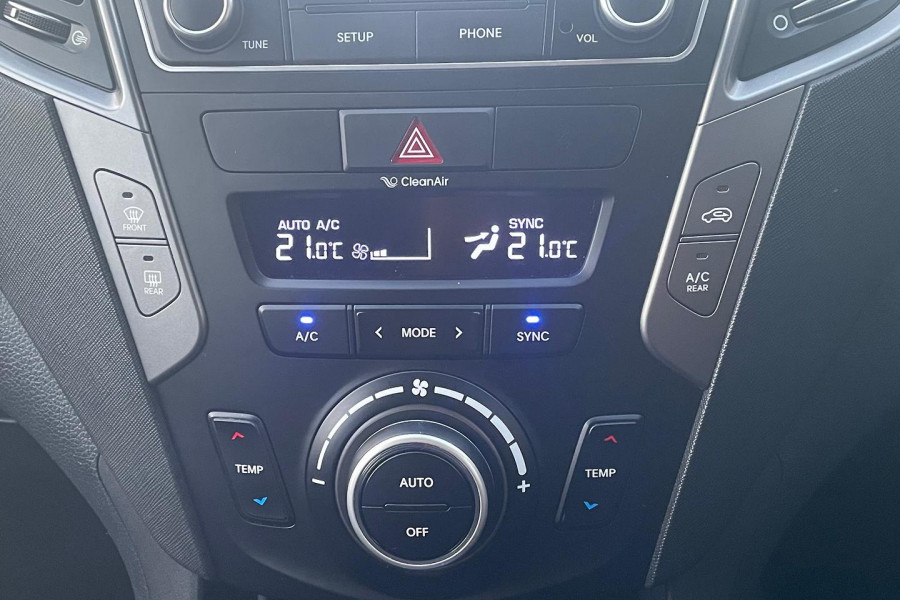 TUNE
SETUP
PHONE
VOL
CleanAir
FRONT
REAR
AUTO A/C
21.0°C
SYNC
21.0°C
A/C
REAR
A/C
< MODE >
SYNC
TEMP
AUTO
OFF
TEMP
- +